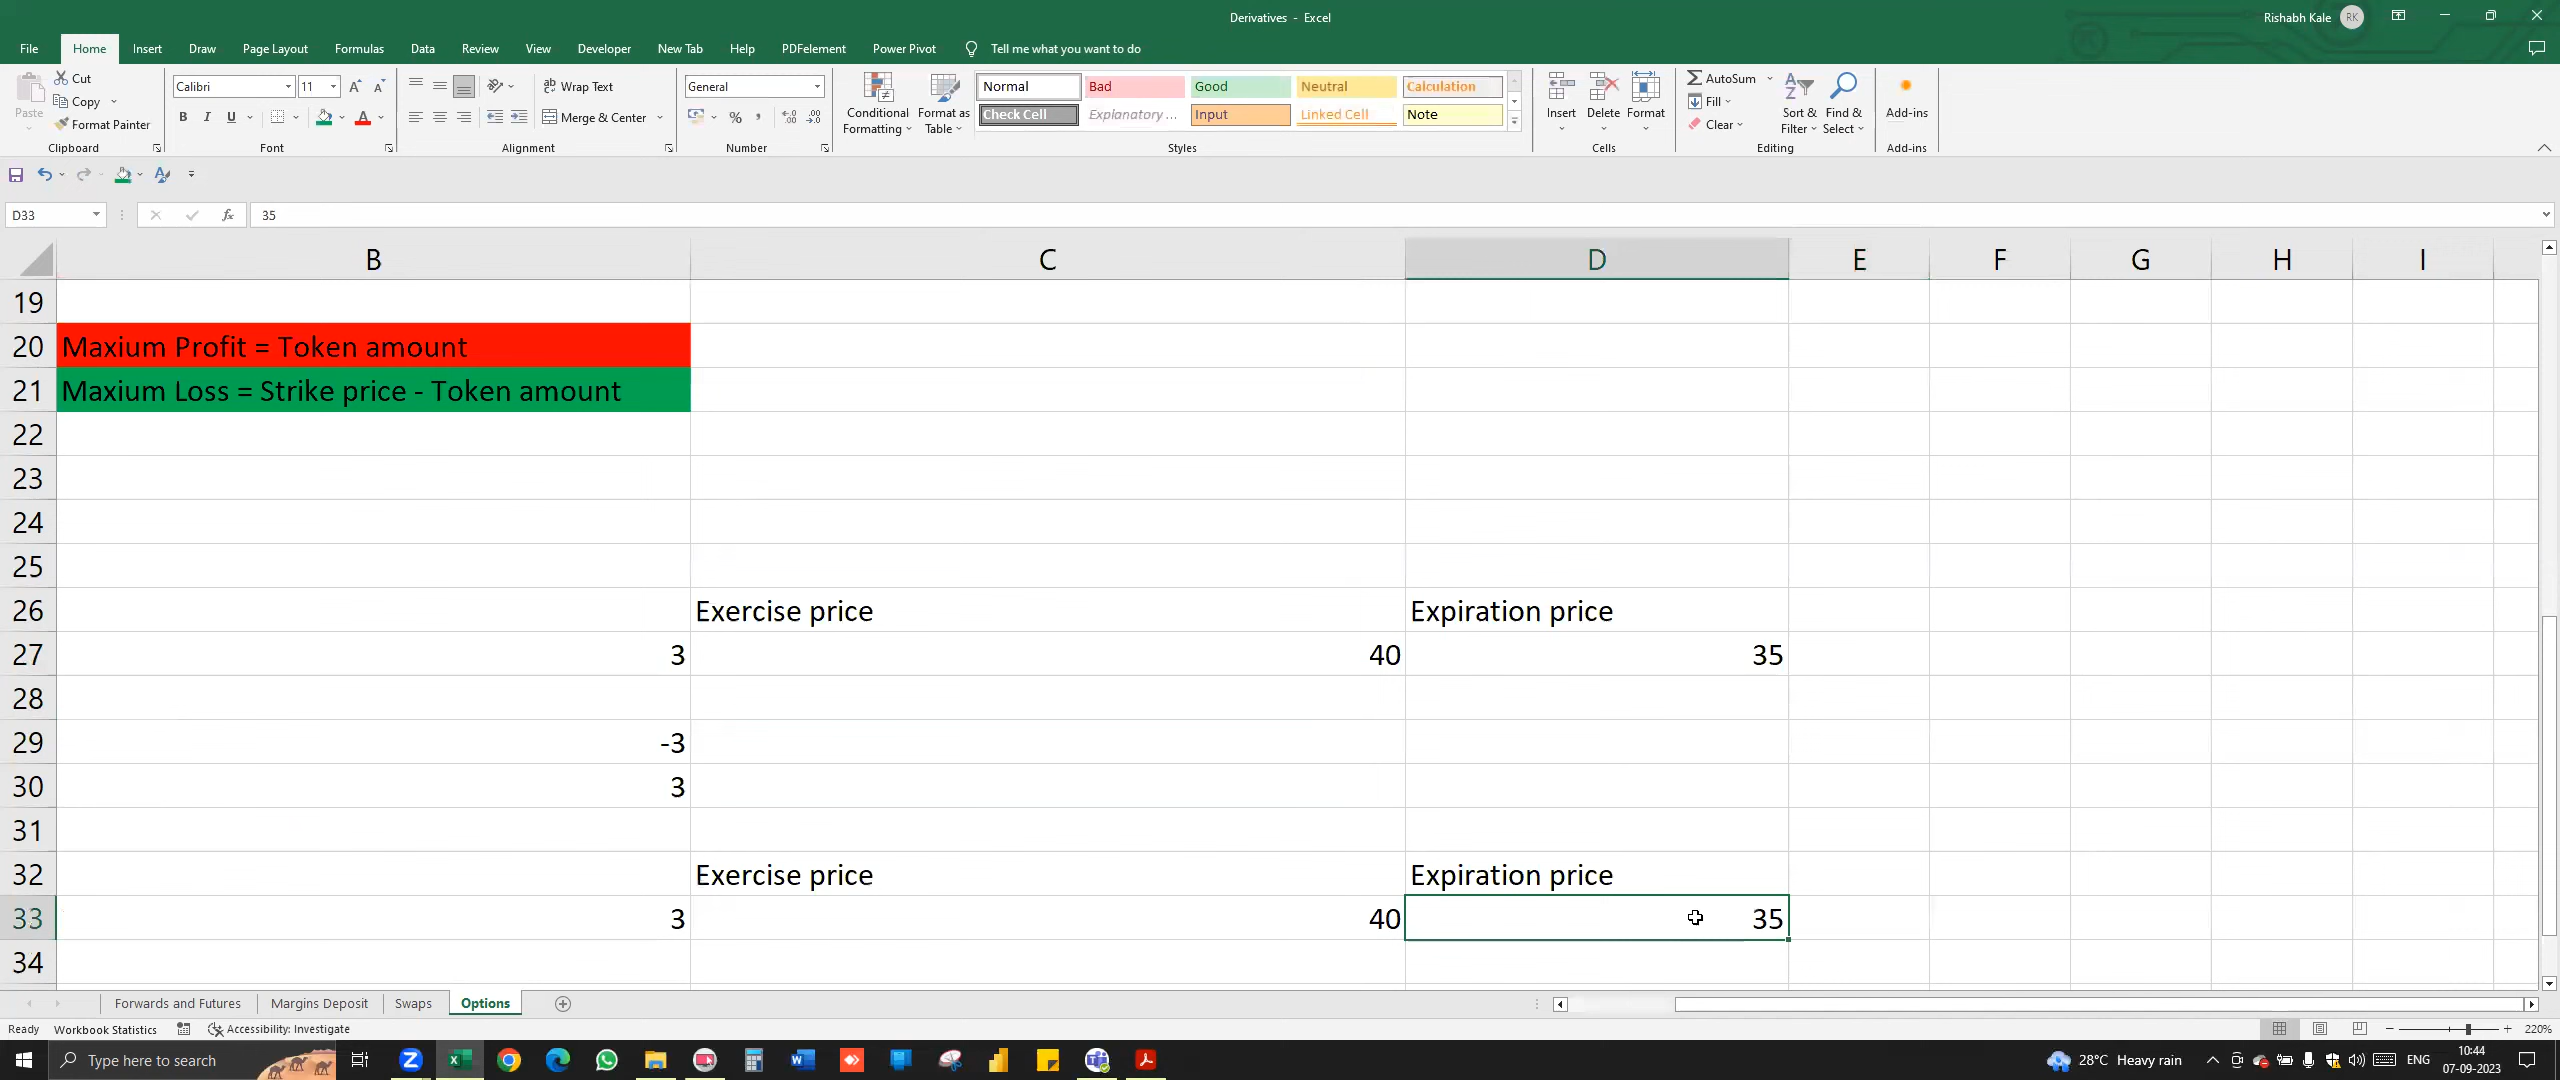 Derivatives - Excel
Rishabh Kale RK
File Home Insert Draw Page Layout Formulas Data Review View Developer New Tab Help PDFelement Power Pivot Tell me what you want to do
Paste
Cut
Copy
Format Painter
Clipboard
Calibri 11
B I U
Font
Wrap Text
Merge & Center
Alignment
General
Number
Conditional Formatting
Format as Table
Normal Bad Good Neutral Calculation
Check Cell Explanatory ... Input Linked Cell Note
Styles
Insert Delete Format
Cells
AutoSum
Fill
Clear
Sort & Filter
Find & Select
Editing
Add-ins
Add-ins
D33 fx 35
B C D E F G H I
19
20 Maxium Profit = Token amount
21 Maxium Loss = Strike price - Token amount
22
23
24
25
26 Exercise price Expiration price
27 3 40 35
28
29 -3
30 3
31
32 Exercise price Expiration price
33 3 40 35
34
Forwards and Futures Margins Deposit Swaps Options
Ready Workbook Statistics Accessibility: Investigate 220%
Type here to search
28°C Heavy rain ENG 10:44
07-09-2023